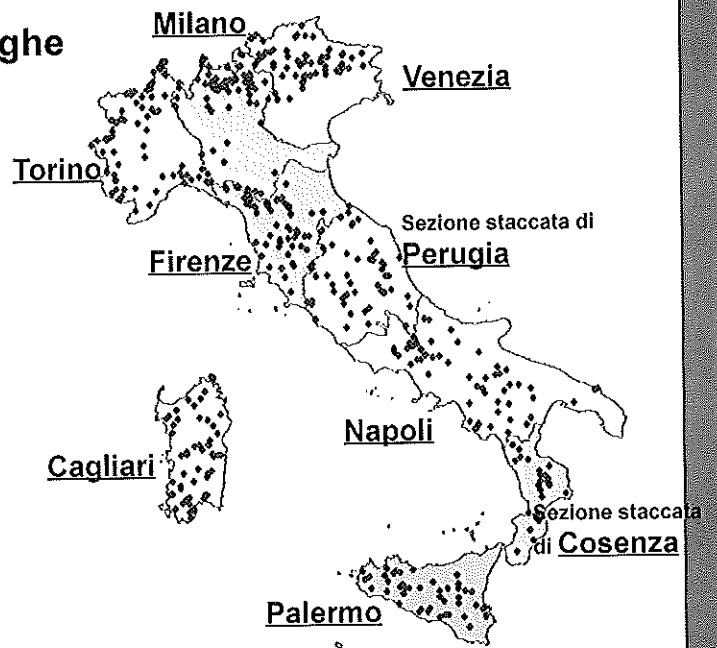 Milano
ghe
Venezia
Torino
Sezione staccata di
Perugia
Firenze
Napoli
Cagliari
Sezione staccata
di Cosenza
Palermo